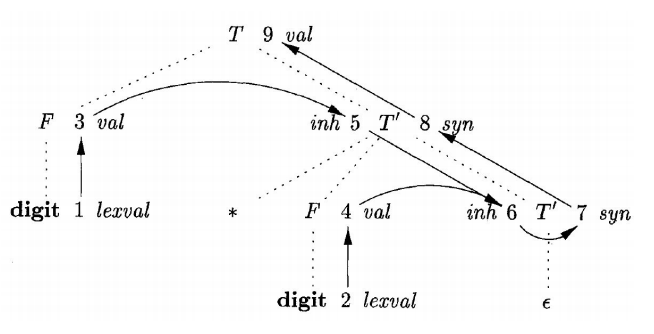 T 9 val
F 3 val inh 5 T′ 8 syn
digit 1 lexval * F 4 val inh 6 T′ 7 syn
digit 2 lexval ϵ